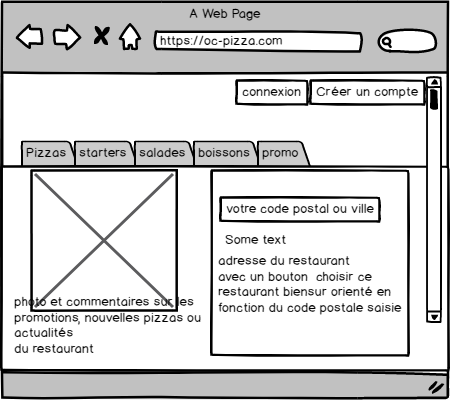 A Web Page
https://oc-pizza.com
connexion
Créer un compte
Pizzas
starters
salades
boissons
promo
photo et commentaires sur les
promotions, nouvelles pizzas ou
actualités
du restaurant
votre code postal ou ville
Some text
adresse du restaurant
avec un bouton choisir ce
restaurant biensur orienté en
fonction du code postale saisie